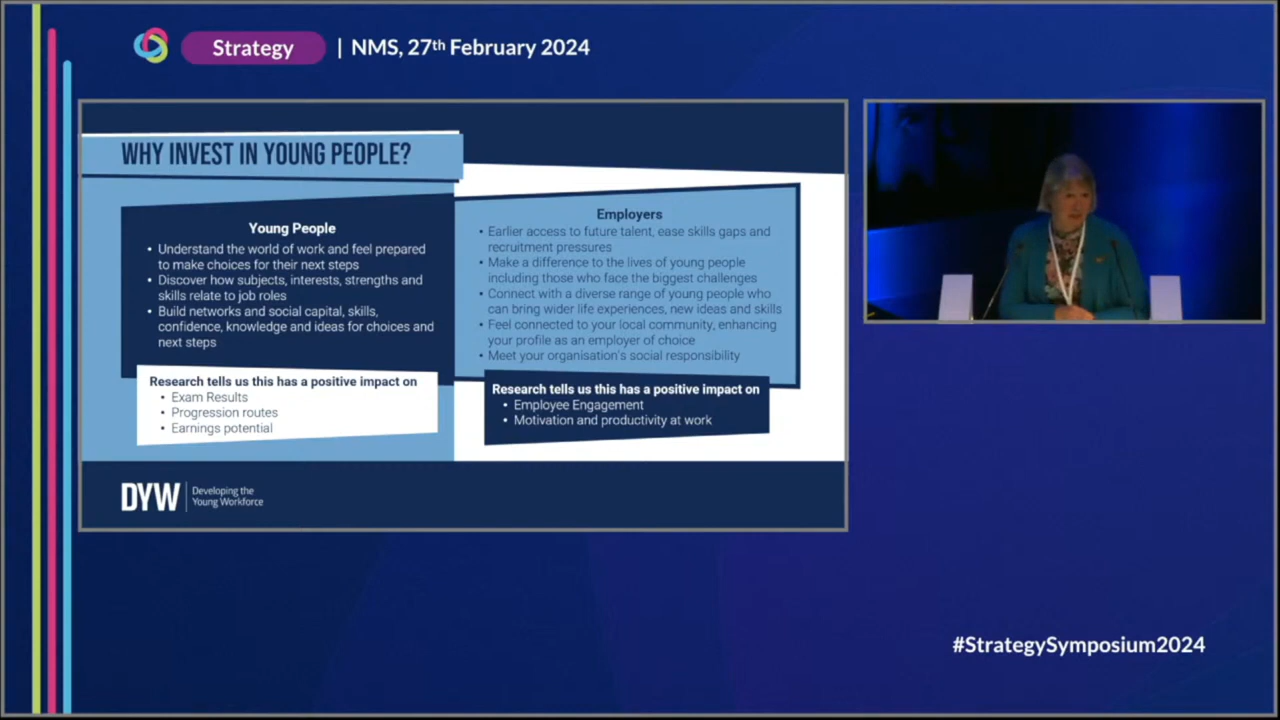 Strategy | NMS, 27th February 2024
WHY INVEST IN YOUNG PEOPLE?
Young People
• Understand the world of work and feel prepared
to make choices for their next steps
• Discover how subjects, interests, strengths and
skills relate to job roles
• Build networks and social capital, skills,
confidence, knowledge and ideas for choices and
next steps
Research tells us this has a positive impact on
• Exam Results
• Progression routes
• Earnings potential
Employers
• Earlier access to future talent, ease skills gaps and
recruitment pressures
• Make a difference to the lives of young people
including those who face the biggest challenges
• Connect with a diverse range of young people who
can bring wider life experiences, new ideas and skills
• Feel connected to your local community, enhancing
your profile as an employer of choice
• Meet your organisation's social responsibility
Research tells us this has a positive impact on
• Employee Engagement
• Motivation and productivity at work
DYW | Developing the
Young Workforce
#StrategySymposium2024